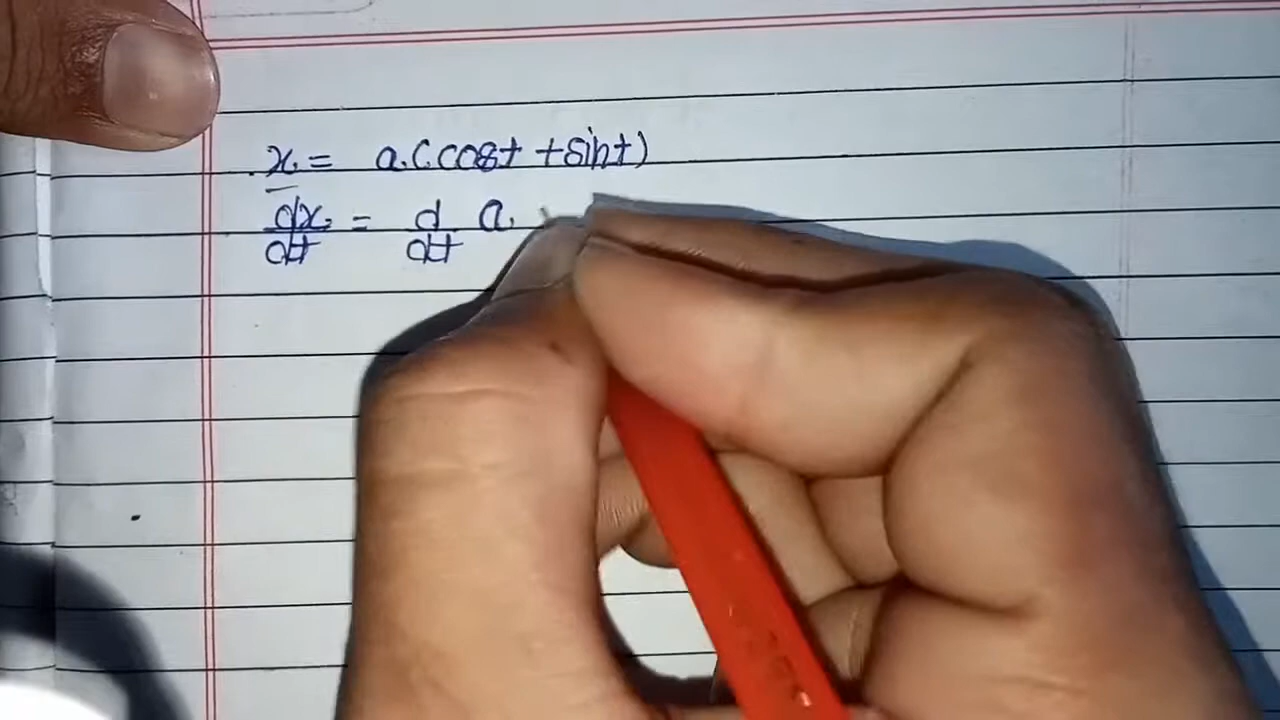 x = a.(cost + sint)
dx/dt = d/dt a.